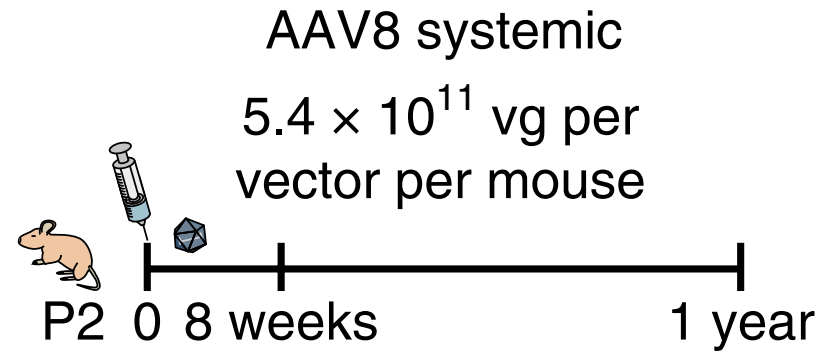 AAV8 systemic
5.4 × 10¹¹ vg per
vector per mouse
P2 0 8 weeks 1 year